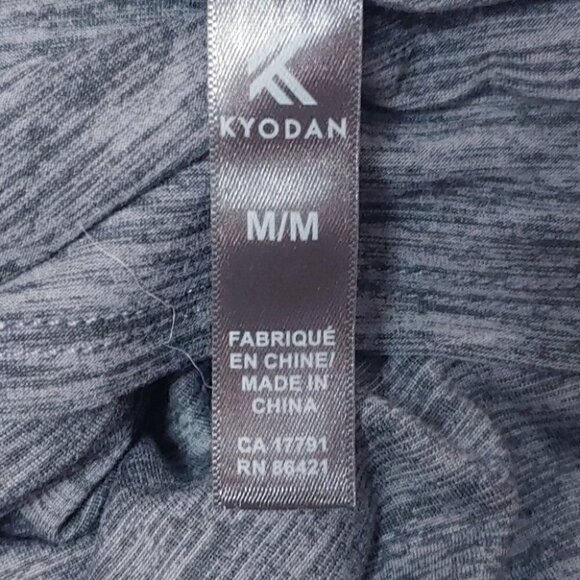 KYODAN
M/M
FABRIQUÉ
EN CHINE/
MADE IN
CHINA
CA 17791
RN 86421